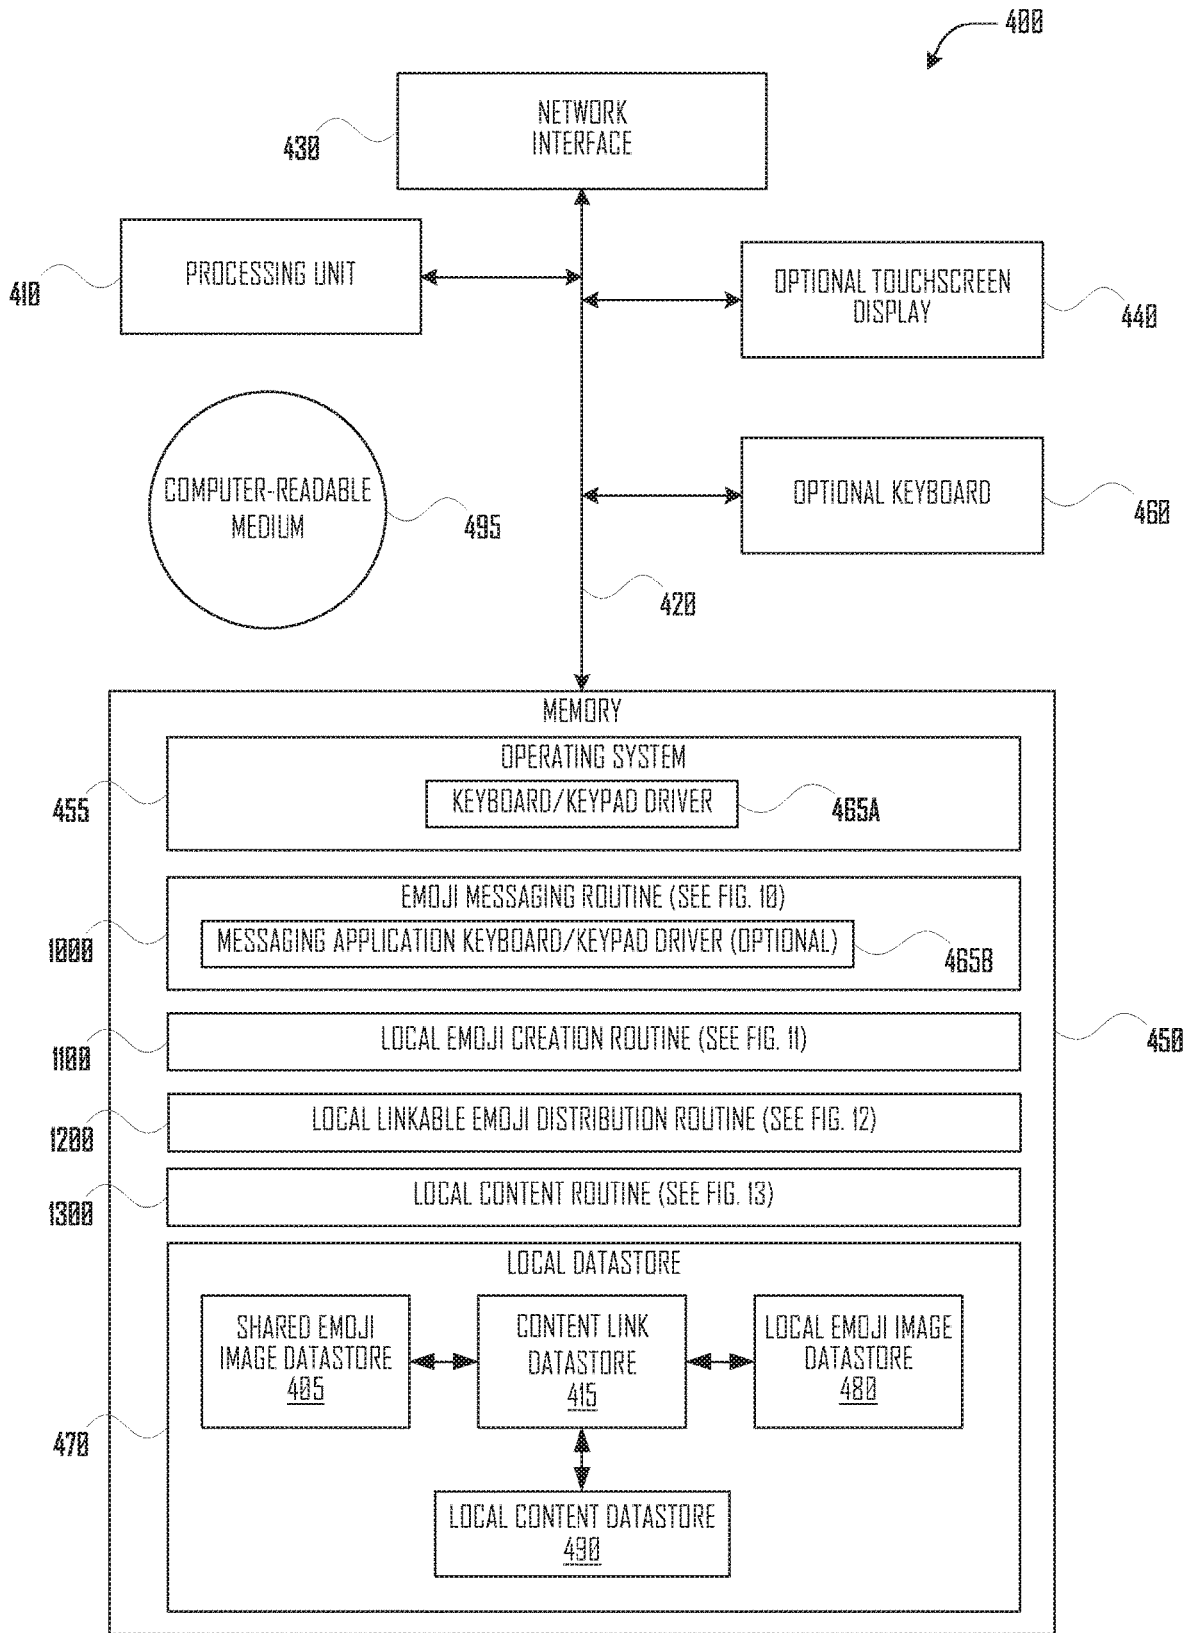 400
NETWORK
INTERFACE
430
PROCESSING UNIT
410
OPTIONAL TOUCHSCREEN
DISPLAY
440
COMPUTER-READABLE
MEDIUM
495
OPTIONAL KEYBOARD
460
420
MEMORY
OPERATING SYSTEM
KEYBOARD/KEYPAD DRIVER
455
465A
EMOJI MESSAGING ROUTINE (SEE FIG. 10)
MESSAGING APPLICATION KEYBOARD/KEYPAD DRIVER (OPTIONAL)
1000
465B
LOCAL EMOJI CREATION ROUTINE (SEE FIG. 11)
1100
450
LOCAL LINKABLE EMOJI DISTRIBUTION ROUTINE (SEE FIG. 12)
1200
LOCAL CONTENT ROUTINE (SEE FIG. 13)
1300
LOCAL DATASTORE
SHARED EMOJI
IMAGE DATASTORE
405
CONTENT LINK
DATASTORE
415
LOCAL EMOJI IMAGE
DATASTORE
480
470
LOCAL CONTENT DATASTORE
490